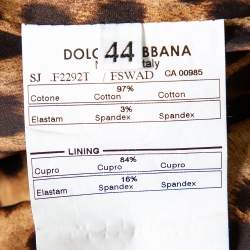 DOLC 44 BBANA
taly
SJ .F2292T / FSWAD CA 00985
97%
Cotone Cotton Cotton
3%
Elastam Spandex Spandex
LINING
84%
Cupro Cupro Cupro
16%
Elastam Spandex Spandex